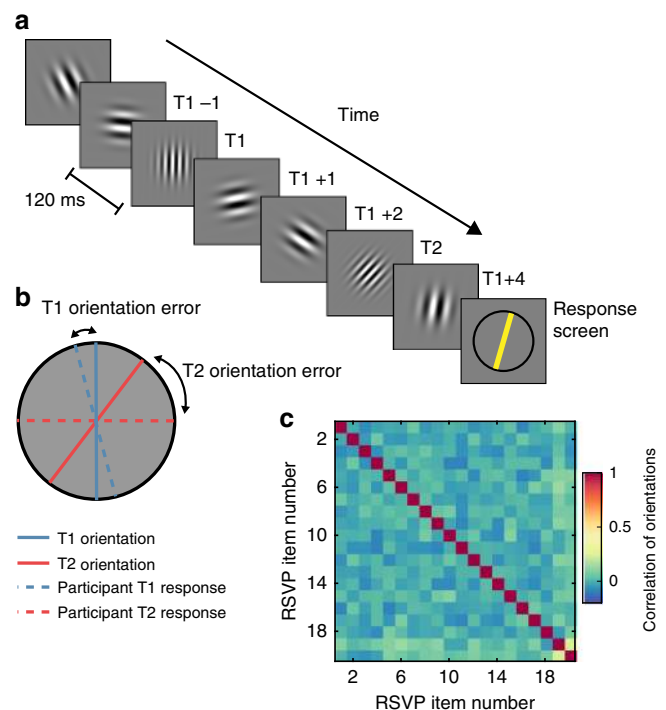 a
Time
T1 –1
T1
T1 +1
T1 +2
T2
T1+4
120 ms
Response
screen
b
T1 orientation error
T2 orientation error
T1 orientation
T2 orientation
Participant T1 response
Participant T2 response
c
RSVP item number
2
6
10
14
18
2
6
10
14
18
RSVP item number
1
0.5
0
Correlation of orientations